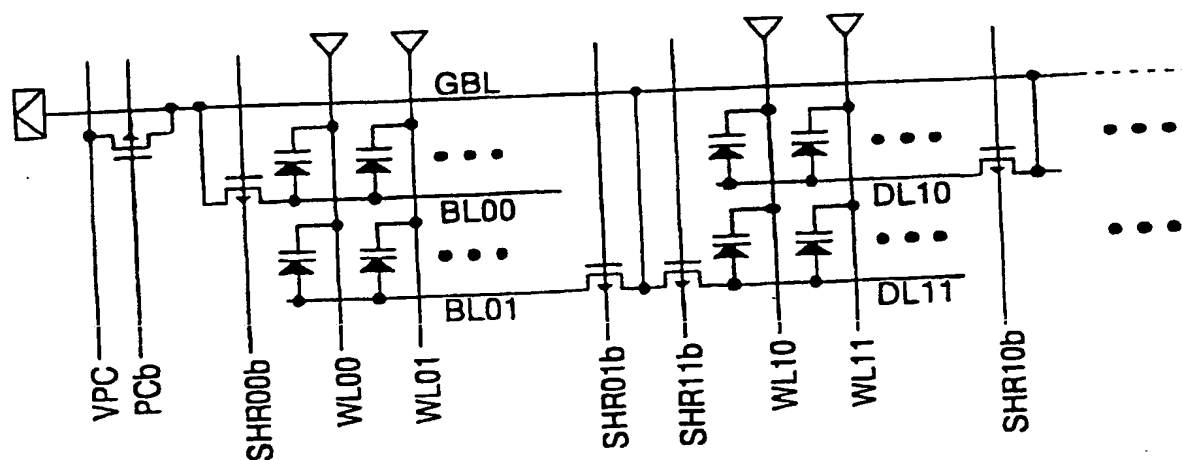 GBL
BL00
DL10
BL01
DL11
VPC
PCb
SHR00b
WL00
WL01
SHR01b
SHR11b
WL10
WL11
SHR10b